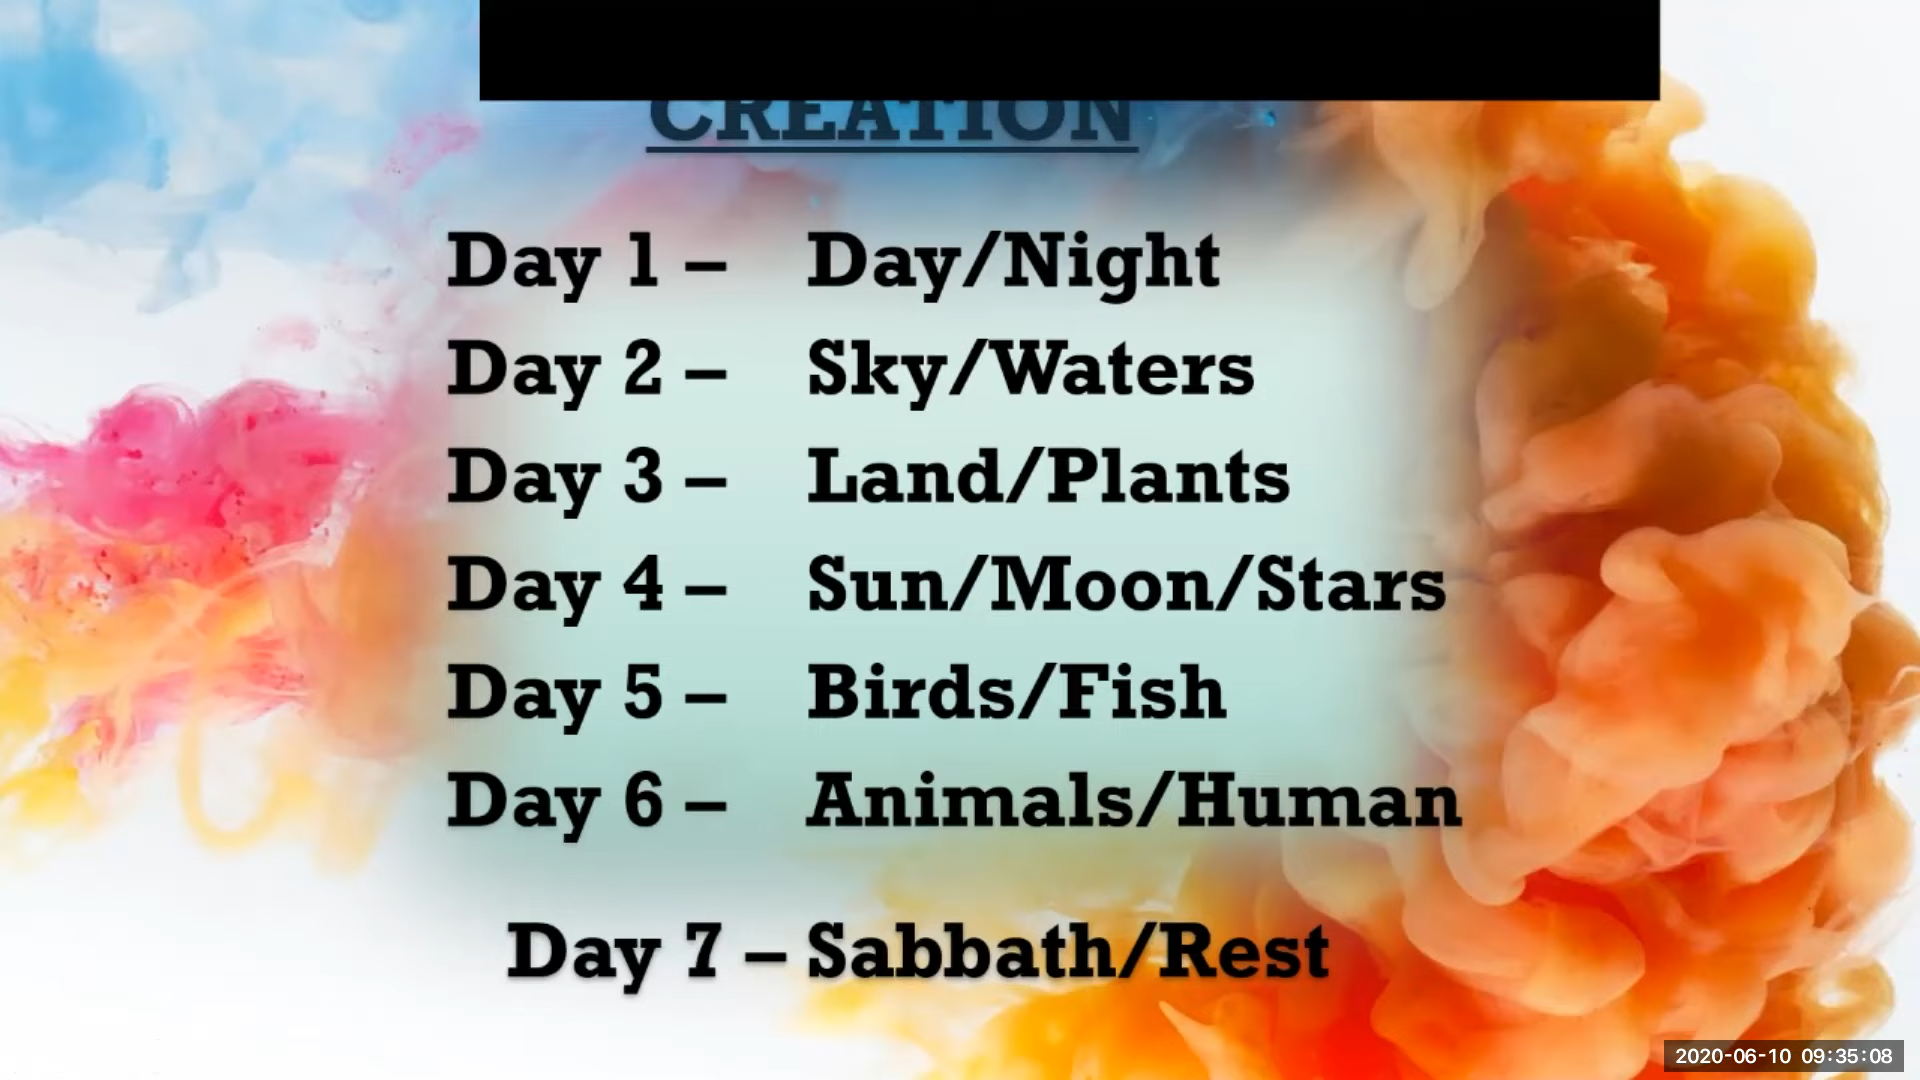 CREATION
Day 1 – Day/Night
Day 2 – Sky/Waters
Day 3 – Land/Plants
Day 4 – Sun/Moon/Stars
Day 5 – Birds/Fish
Day 6 – Animals/Human
Day 7 – Sabbath/Rest
2020-06-10 09:35:08